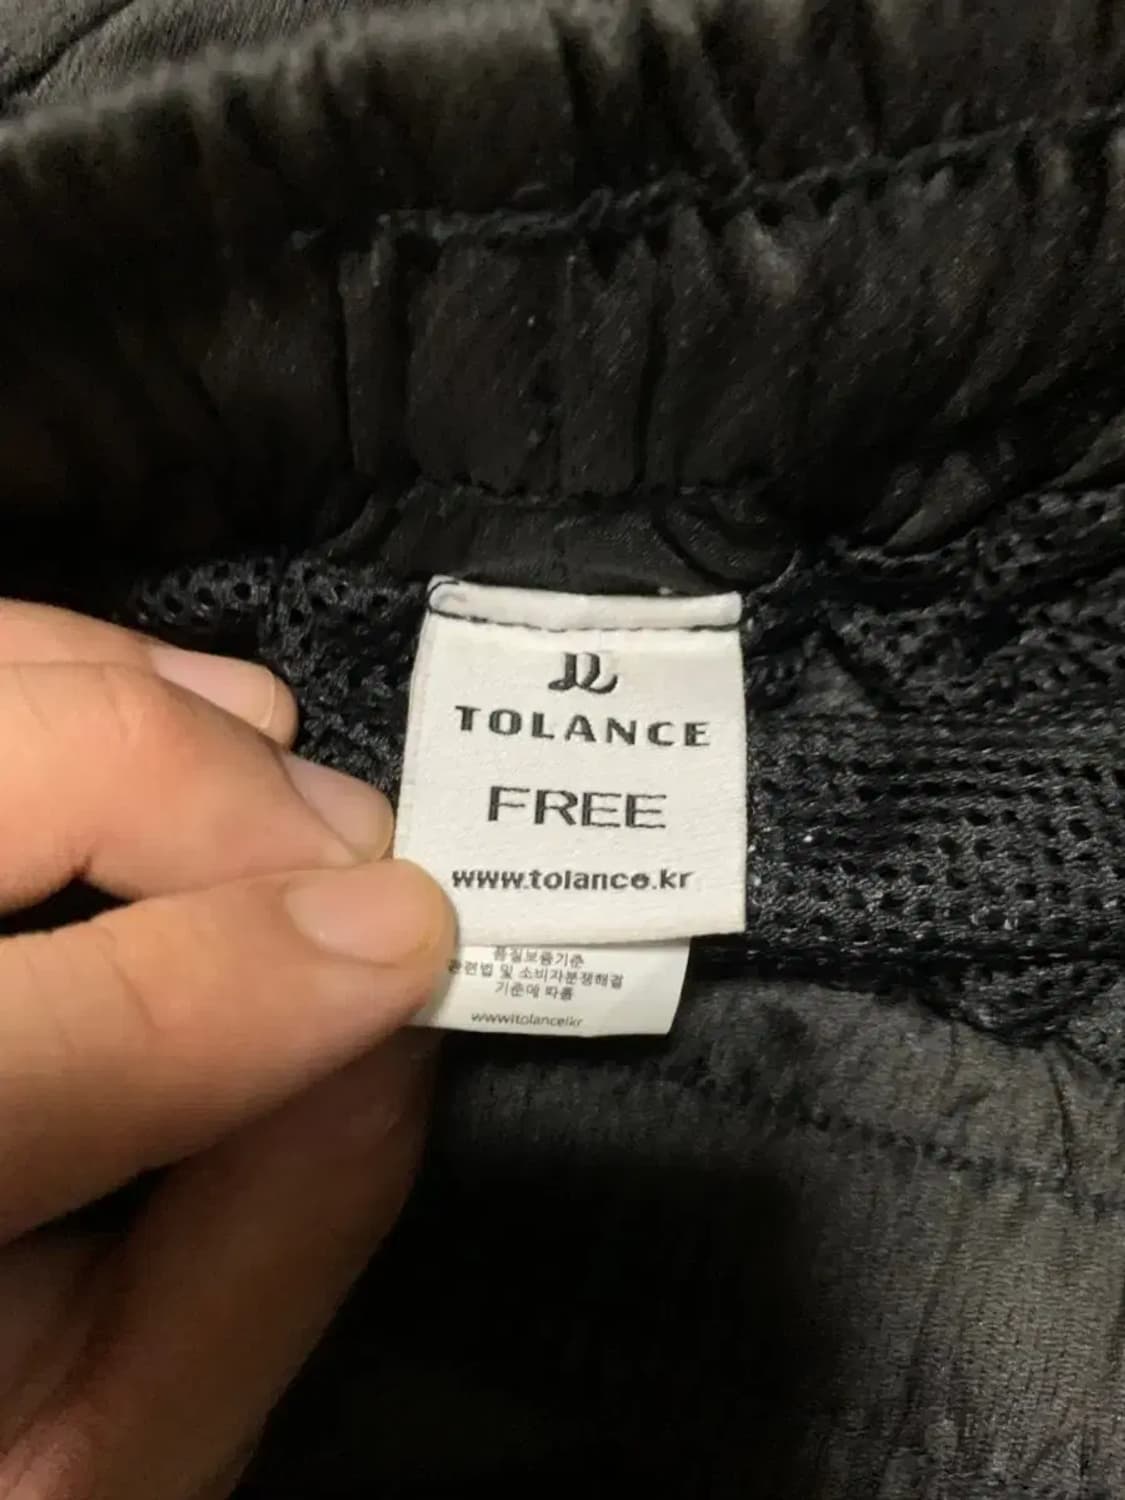 TOLANCE
FREE
www.tolance.kr
품질보증기준
관련법 및 소비자분쟁해결
기준에 따름
www.tolance.kr